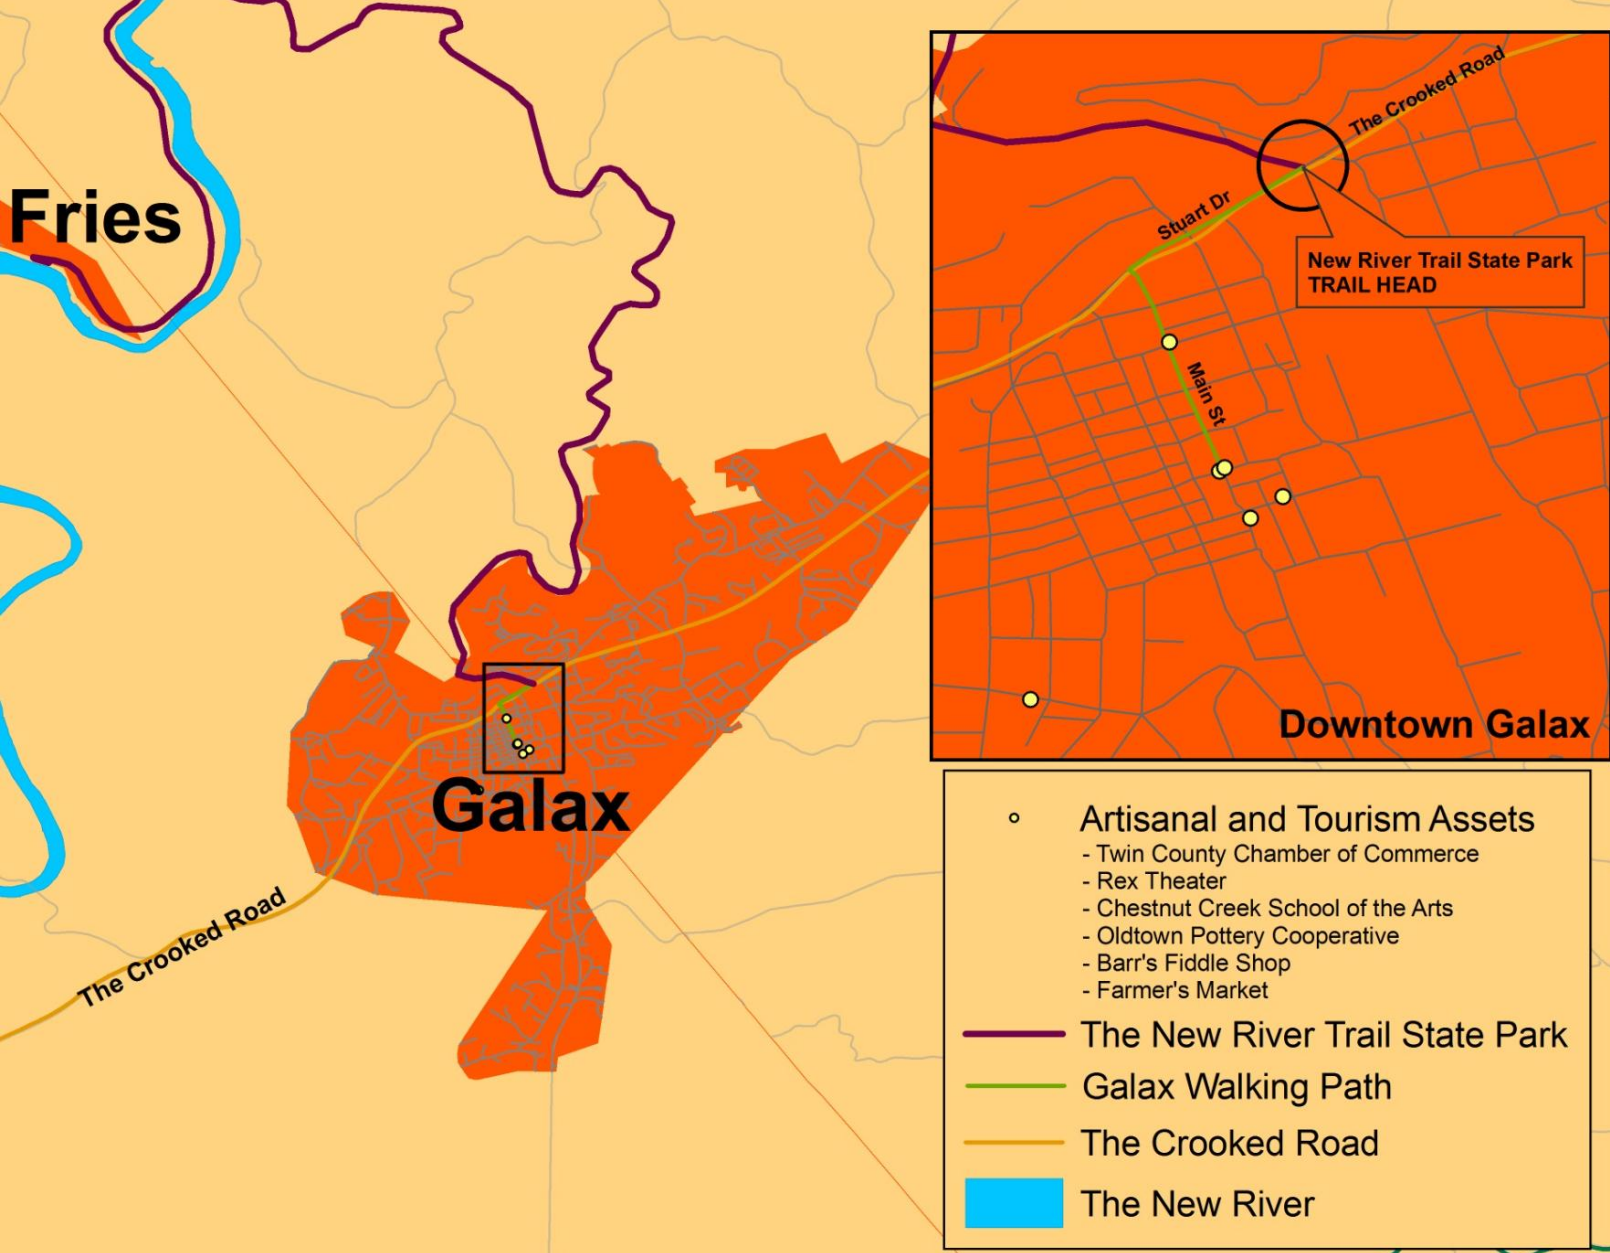 Fries
The Crooked Road
Stuart Dr
New River Trail State Park
TRAIL HEAD
Main St
Downtown Galax
Galax
The Crooked Road
Artisanal and Tourism Assets
- Twin County Chamber of Commerce
- Rex Theater
- Chestnut Creek School of the Arts
- Oldtown Pottery Cooperative
- Barr's Fiddle Shop
- Farmer's Market
The New River Trail State Park
Galax Walking Path
The Crooked Road
The New River